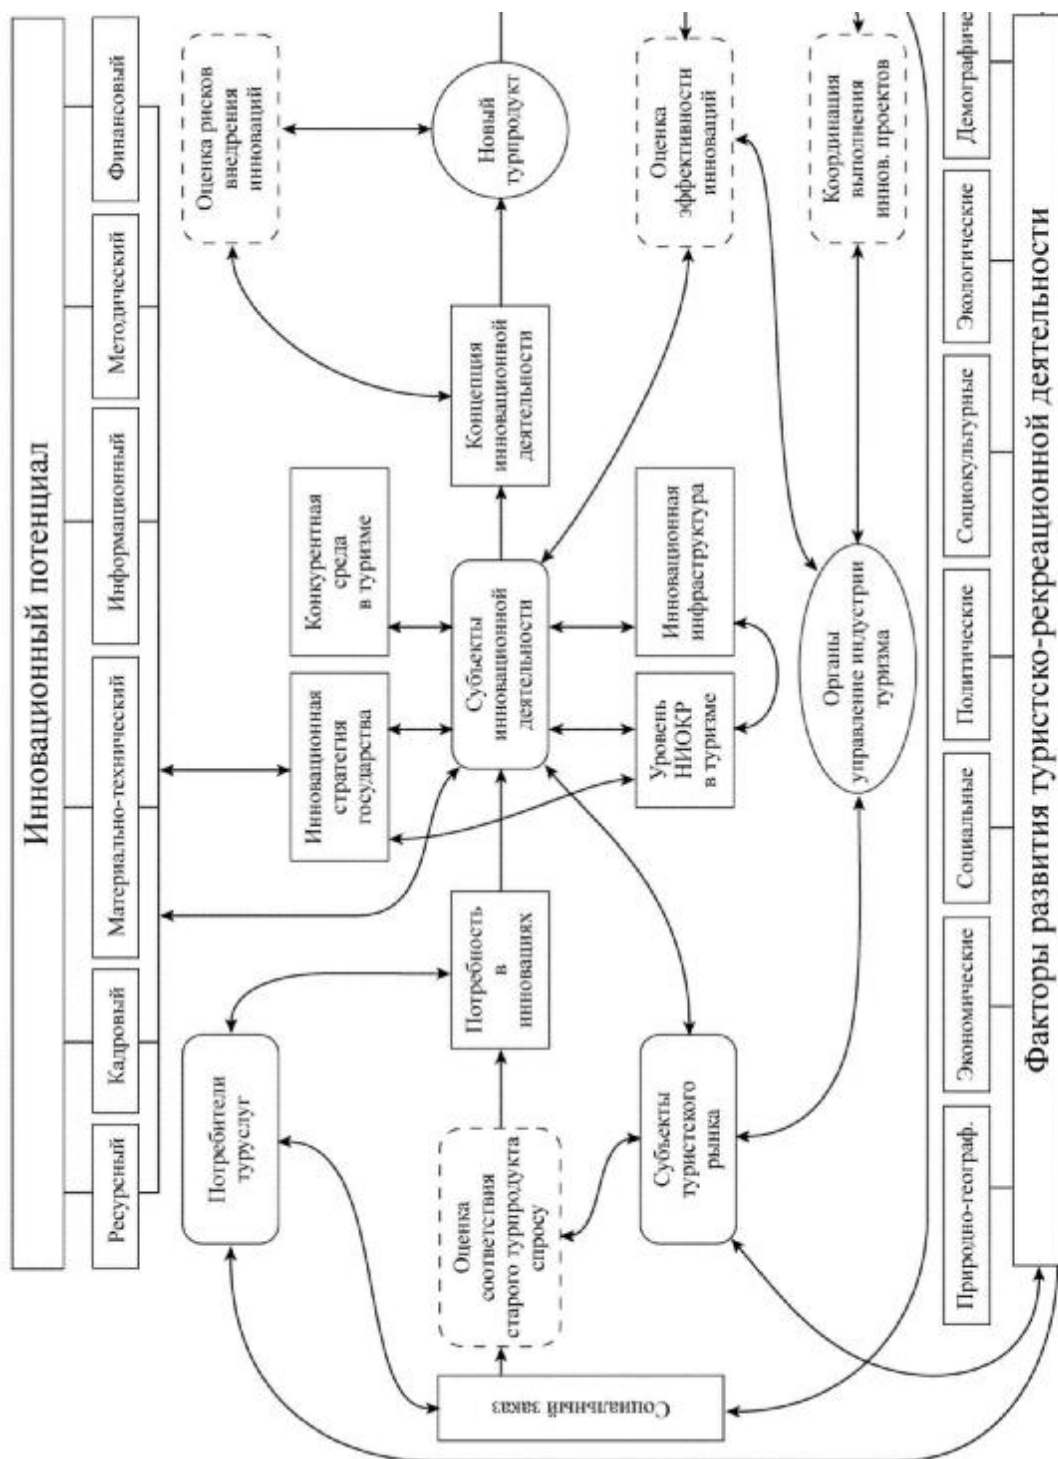 Инновационный потенциал
Ресурсный
Кадровый
Материально-технический
Информационный
Методический
Финансовый
Потребители
туруслуг
Инновационная
стратегия
государства
Конкурентная
среда
в туризме
Оценка рисков
внедрения
инноваций
Социальный
заказ
Оценка
соответствия
старого турпродукта
спросу
Потребность
в
инновациях
Субъекты
инновационной
деятельности
Концепция
инновационной
деятельности
Новый
турпродукт
Субъекты
туристского
рынка
Уровень
НИОКР
в туризме
Инновационная
инфраструктура
Оценка
эффективности
инноваций
Органы
управление индустрии
туризма
Координация
выполнения
иннов. проектов
Природно-географ.
Экономические
Социальные
Политические
Социокультурные
Экологические
Демографиче
Факторы развития туристско-рекреационной деятельности